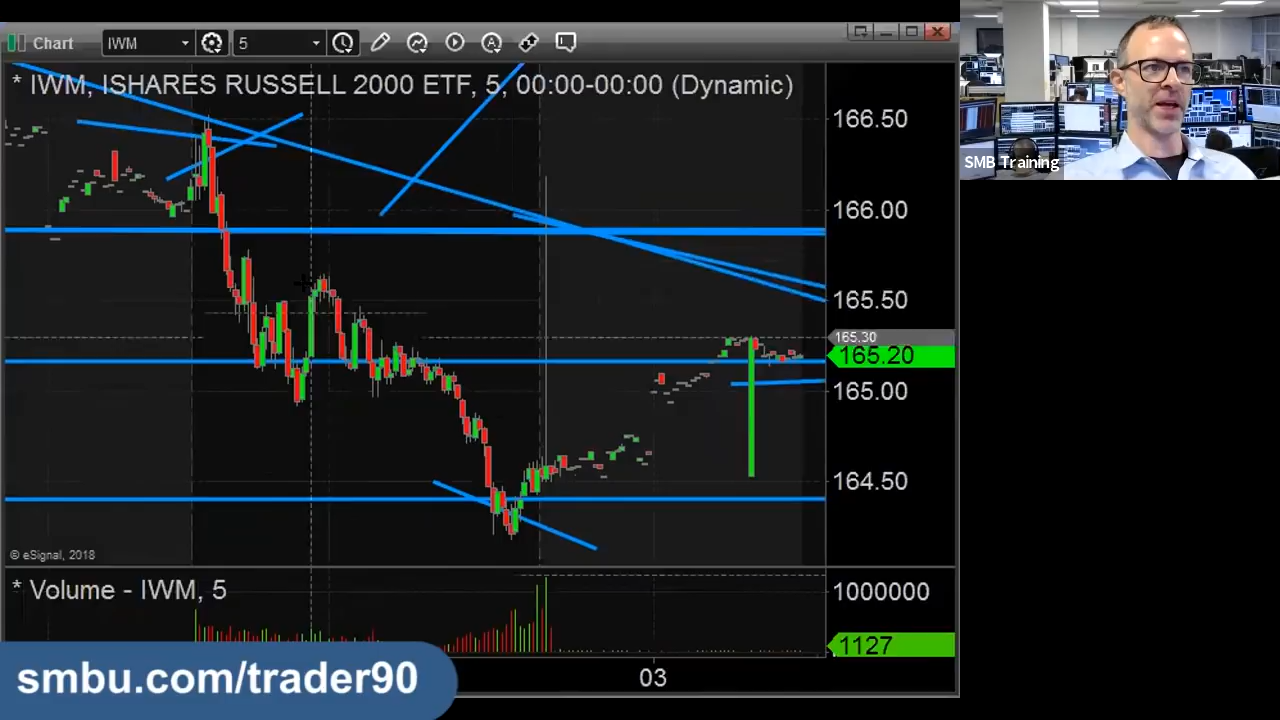 Chart
IWM
5
* IWM, ISHARES RUSSELL 2000 ETF, 5, 00:00-00:00 (Dynamic)
166.50
166.00
165.50
165.30
165.20
165.00
164.50
© eSignal, 2018
* Volume - IWM, 5
1000000
1127
03
smbu.com/trader90
SMB Training